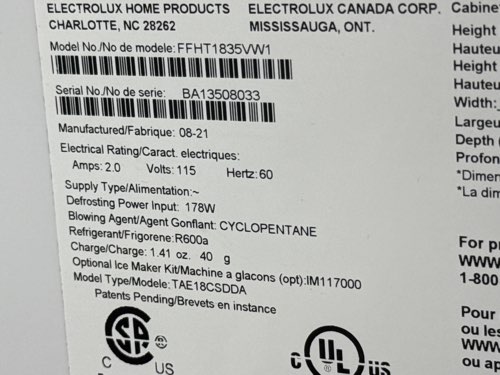 ELECTROLUX HOME PRODUCTS
CHARLOTTE, NC 28262
ELECTROLUX CANADA CORP.
MISSISSAUGA, ONT.
Model No./No de modele: FFHT1835VW1
Serial No./No de serie: BA13508033
Manufactured/Fabrique: 08-21
Electrical Rating/Caract. electriques:
Amps: 2.0 Volts: 115 Hertz: 60
Supply Type/Alimentation:~
Defrosting Power Input: 178W
Blowing Agent/Agent Gonflant: CYCLOPENTANE
Refrigerant/Frigorene: R600a
Charge/Charge: 1.41 oz. 40 g
Optional Ice Maker Kit/Machine a glacons (opt):IM117000
Model Type/Modele: TAE18CSDDA
Patents Pending/Brevets en instance
C US
UL
c us
Height
Hauteu
Height
Hauteu
Width:
Largeu
Depth
Profon
*Dimen
*La dim
For p
WWW
1-800
Pour
ou les
WWW
ou ap